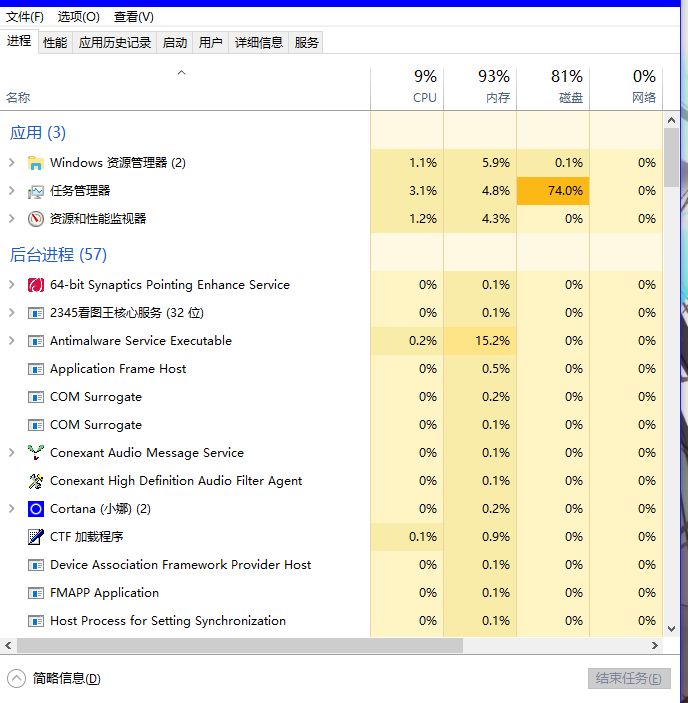 文件(F) 选项(O) 查看(V)
进程 性能 应用历史记录 启动 用户 详细信息 服务
9% 93% 81% 0%
名称 CPU 内存 磁盘 网络
应用 (3)
Windows 资源管理器 (2) 1.1% 5.9% 0.1% 0%
任务管理器 3.1% 4.8% 74.0% 0%
资源和性能监视器 1.2% 4.3% 0% 0%
后台进程 (57)
64-bit Synaptics Pointing Enhance Service 0% 0.1% 0% 0%
2345看图王核心服务 (32 位) 0% 0.1% 0% 0%
Antimalware Service Executable 0.2% 15.2% 0% 0%
Application Frame Host 0% 0.5% 0% 0%
COM Surrogate 0% 0.2% 0% 0%
COM Surrogate 0% 0.1% 0% 0%
Conexant Audio Message Service 0% 0.1% 0% 0%
Conexant High Definition Audio Filter Agent 0% 0.1% 0% 0%
Cortana (小娜) (2) 0% 0.2% 0% 0%
CTF 加载程序 0.1% 0.9% 0% 0%
Device Association Framework Provider Host 0% 0.1% 0% 0%
FMAPP Application 0% 0.1% 0% 0%
Host Process for Setting Synchronization 0% 0.1% 0% 0%
简略信息(D) 结束任务(E)